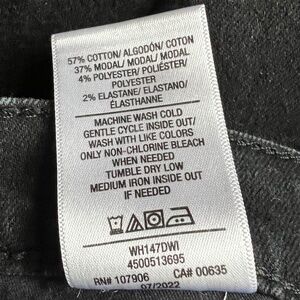 57% COTTON/ ALGODÓN/ COTON
37% MODAL/ MODAL/ MODAL
4% POLYESTER/ POLIÉSTER/
POLYESTER
2% ELASTANE/ ELASTANO/
ÉLASTHANNE
MACHINE WASH COLD
GENTLE CYCLE INSIDE OUT/
WASH WITH LIKE COLORS
ONLY NON-CHLORINE BLEACH
WHEN NEEDED
TUMBLE DRY LOW
MEDIUM IRON INSIDE OUT
IF NEEDED
WH147DWI
4500513695
RN# 107906 CA# 00635
07/2022